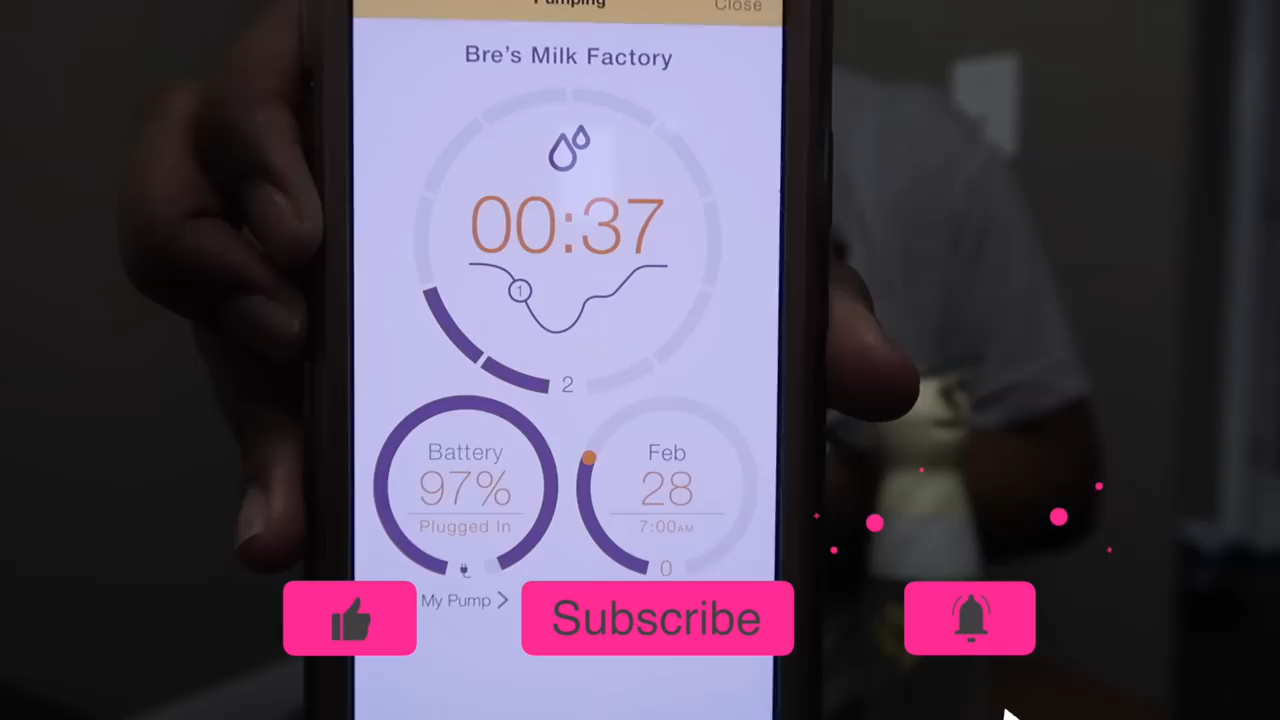 Pumping
Close
Bre's Milk Factory
00:37
1
2
Battery
97%
Plugged In
Feb
28
7:00AM
0
My Pump >
Subscribe